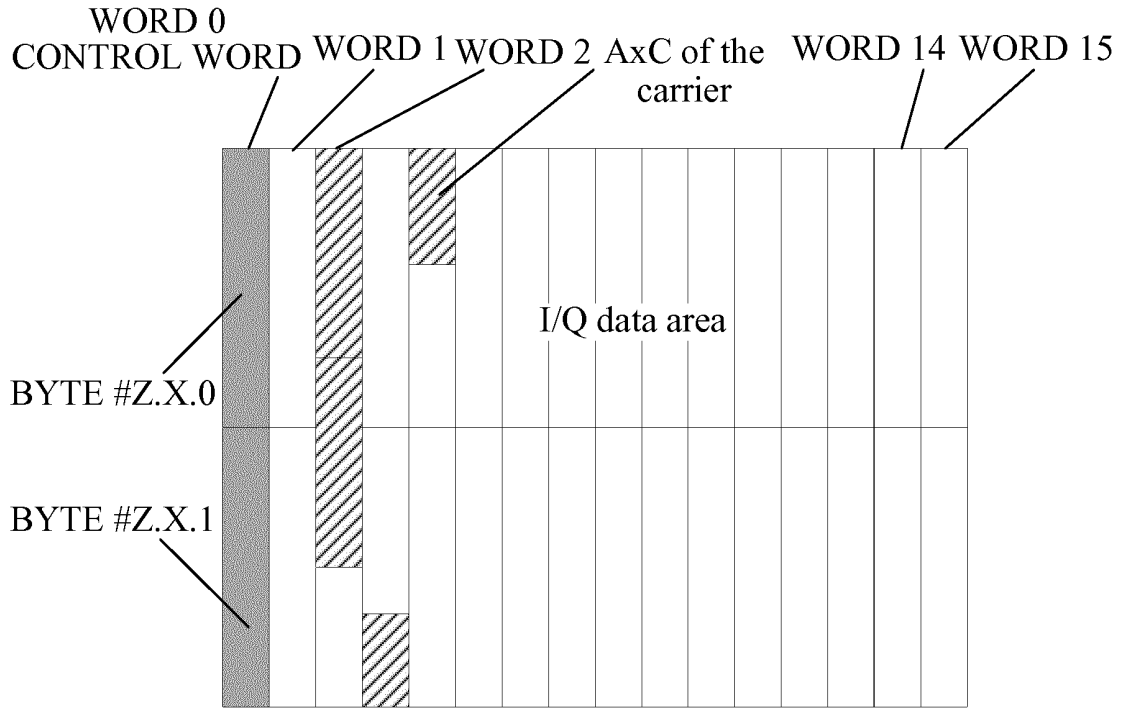 WORD 0
CONTROL WORD
WORD 1
WORD 2
AxC of the
carrier
WORD 14
WORD 15
I/Q data area
BYTE #Z.X.0
BYTE #Z.X.1